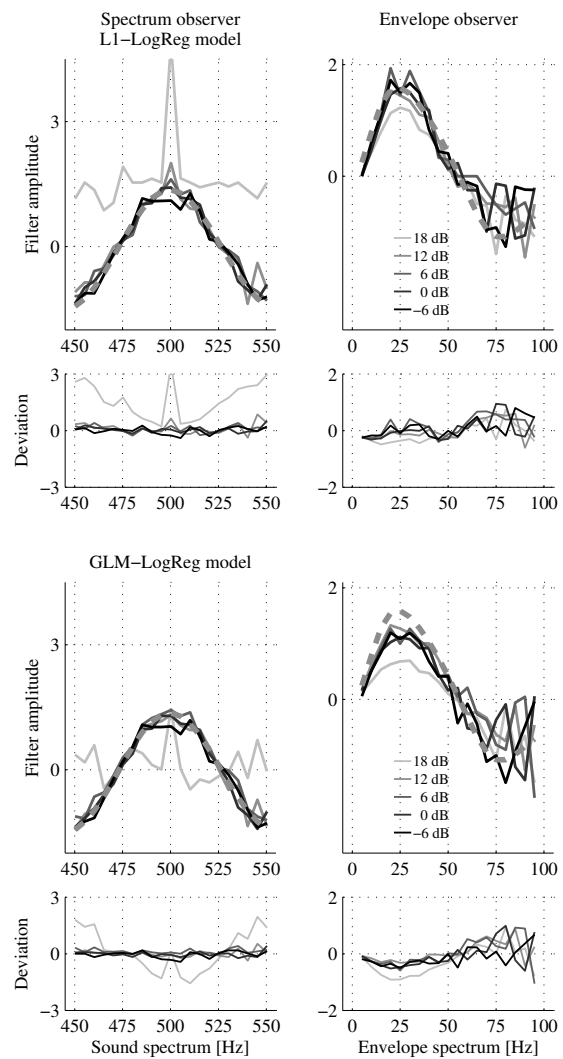 Spectrum observer
Envelope observer
L1−LogReg model
Filter amplitude
3
0
450 475 500 525 550
2
0
18 dB
12 dB
6 dB
0 dB
−6 dB
0 25 50 75 100
Deviation
3
0
−3
450 475 500 525 550
2
0
−2
0 25 50 75 100
GLM−LogReg model
Filter amplitude
3
0
450 475 500 525 550
2
0
18 dB
12 dB
6 dB
0 dB
−6 dB
0 25 50 75 100
Deviation
3
0
−3
450 475 500 525 550
Sound spectrum [Hz]
2
0
−2
0 25 50 75 100
Envelope spectrum [Hz]